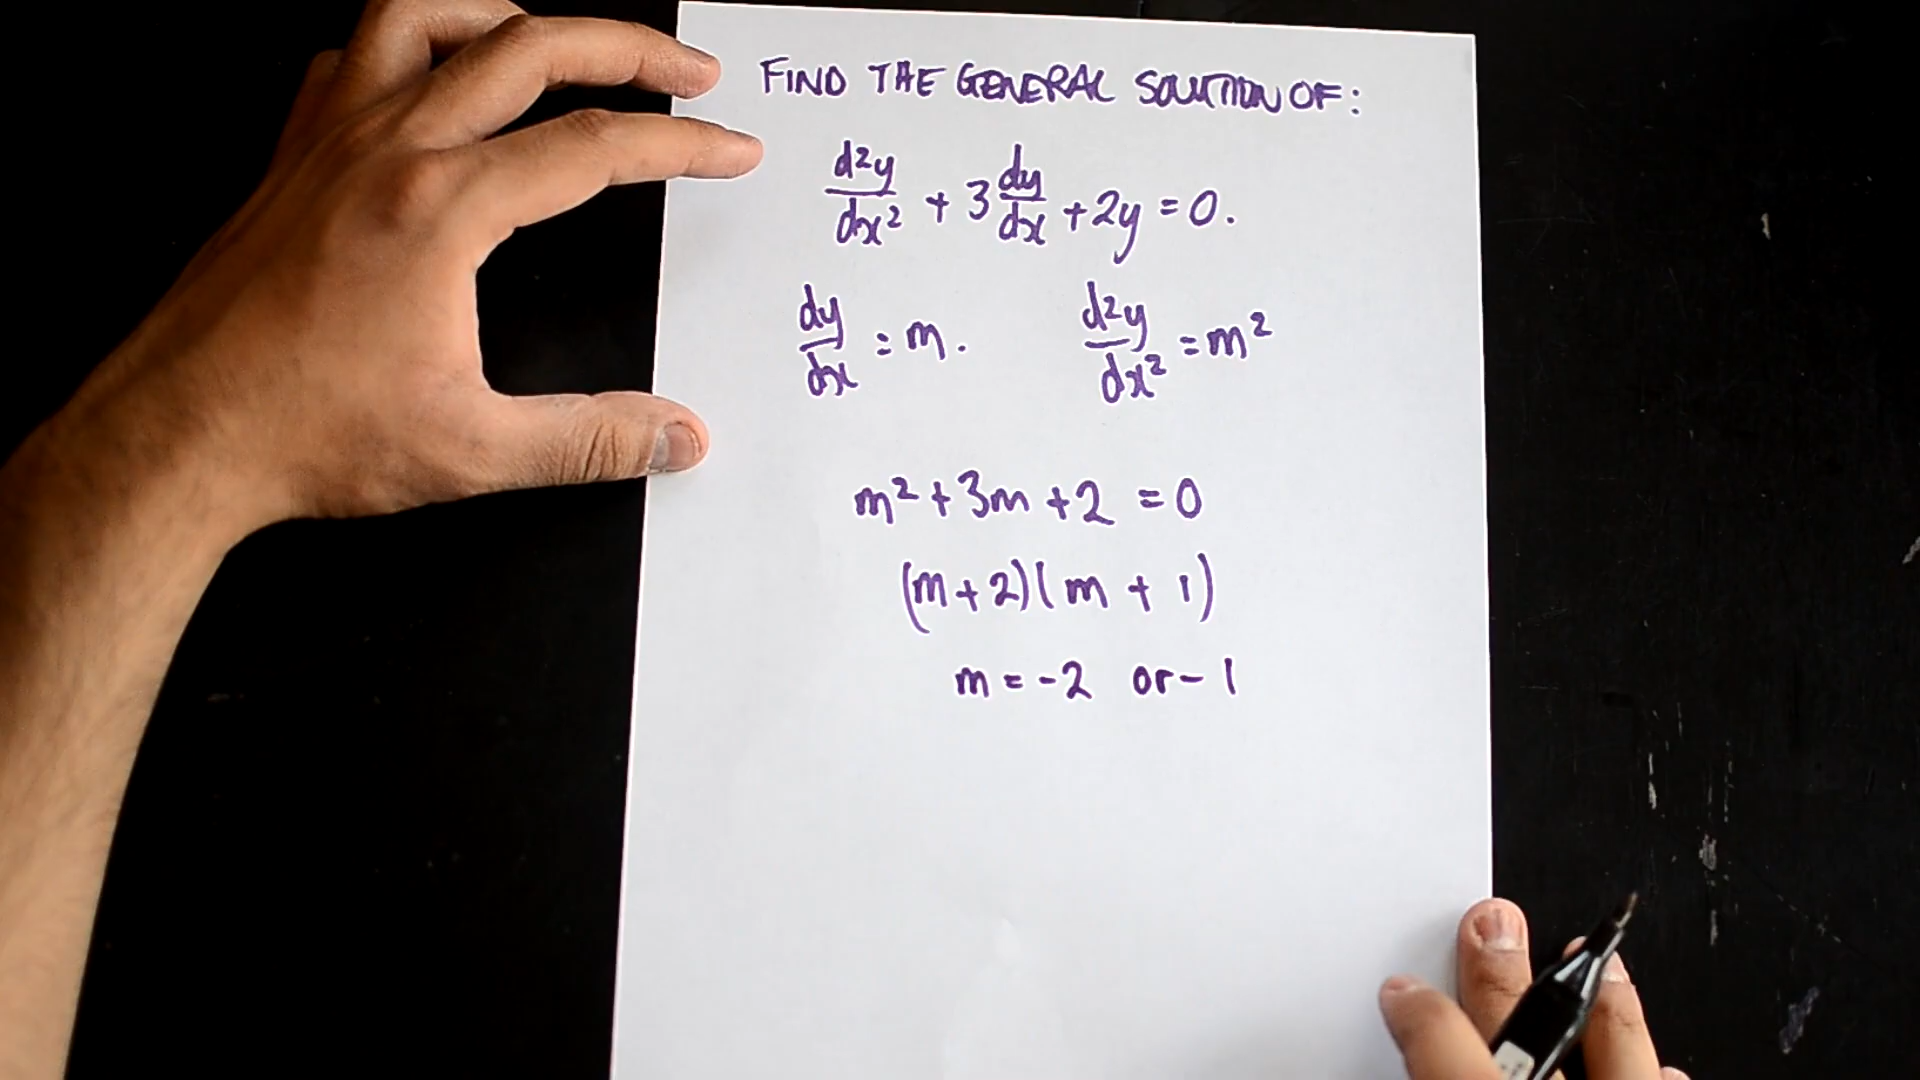 FIND THE GENERAL SOLUTION OF:
d²y/dx² + 3 dy/dx + 2y = 0.
dy/dx = m. d²y/dx² = m²
m² + 3m + 2 = 0
(m + 2)(m + 1)
m = -2 or - 1